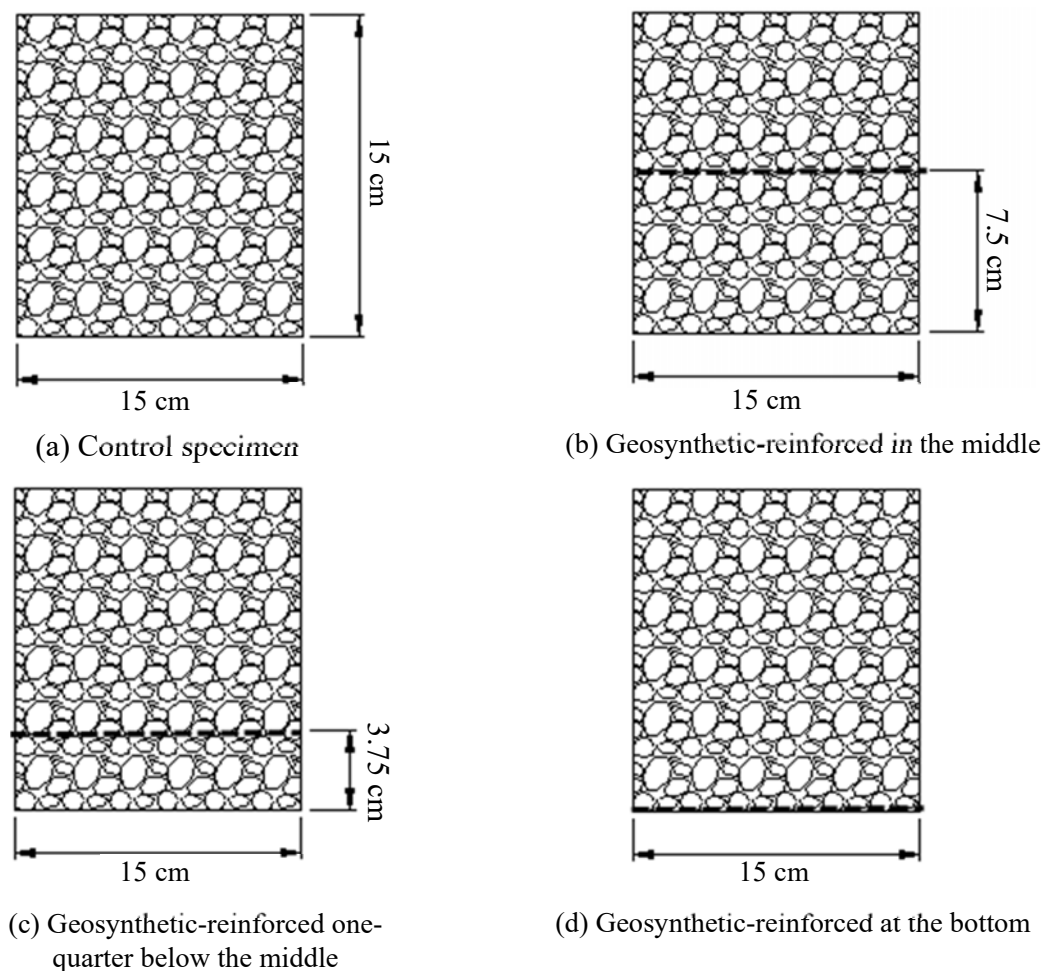 15 cm
15 cm
(a) Control specimen
7.5 cm
15 cm
(b) Geosynthetic-reinforced in the middle
3.75 cm
15 cm
(c) Geosynthetic-reinforced one-
quarter below the middle
15 cm
(d) Geosynthetic-reinforced at the bottom